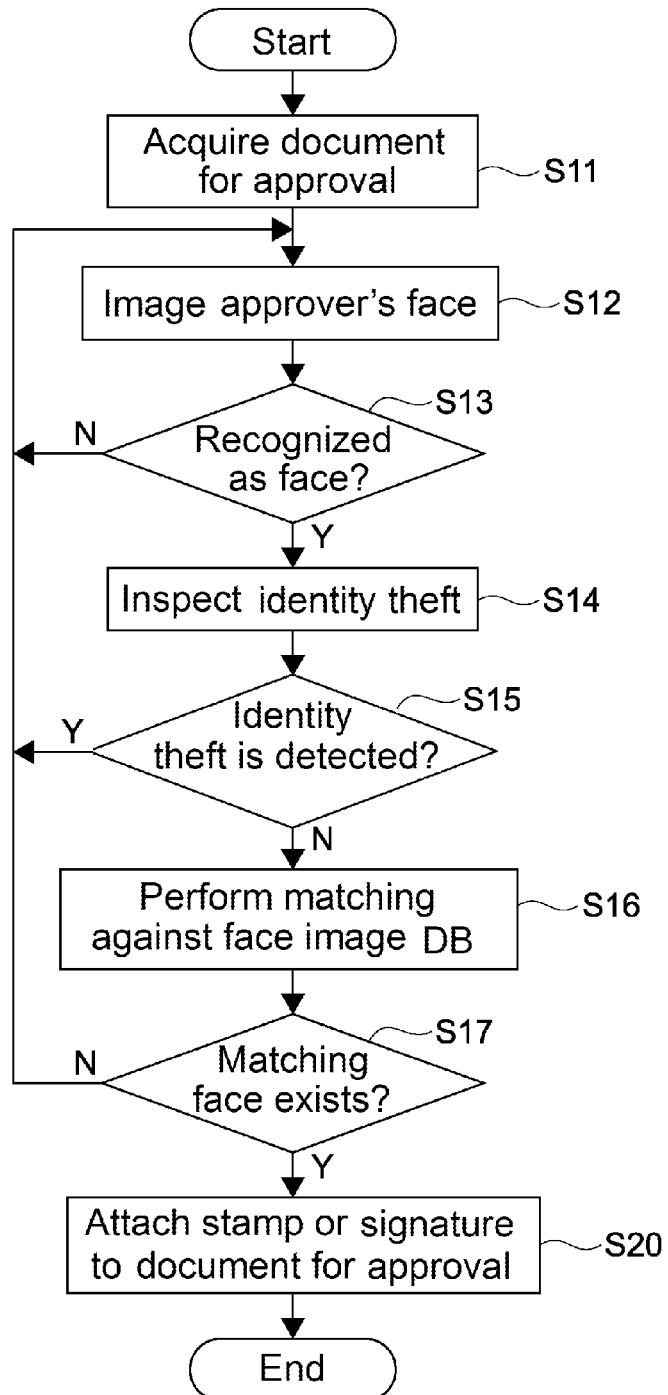 Start
Acquire document
for approval
S11
Image approver's face
S12
S13
N
Recognized
as face?
Y
Inspect identity theft
S14
S15
Y
Identity
theft is detected?
N
Perform matching
against face image DB
S16
S17
N
Matching
face exists?
Y
Attach stamp or signature
to document for approval
S20
End